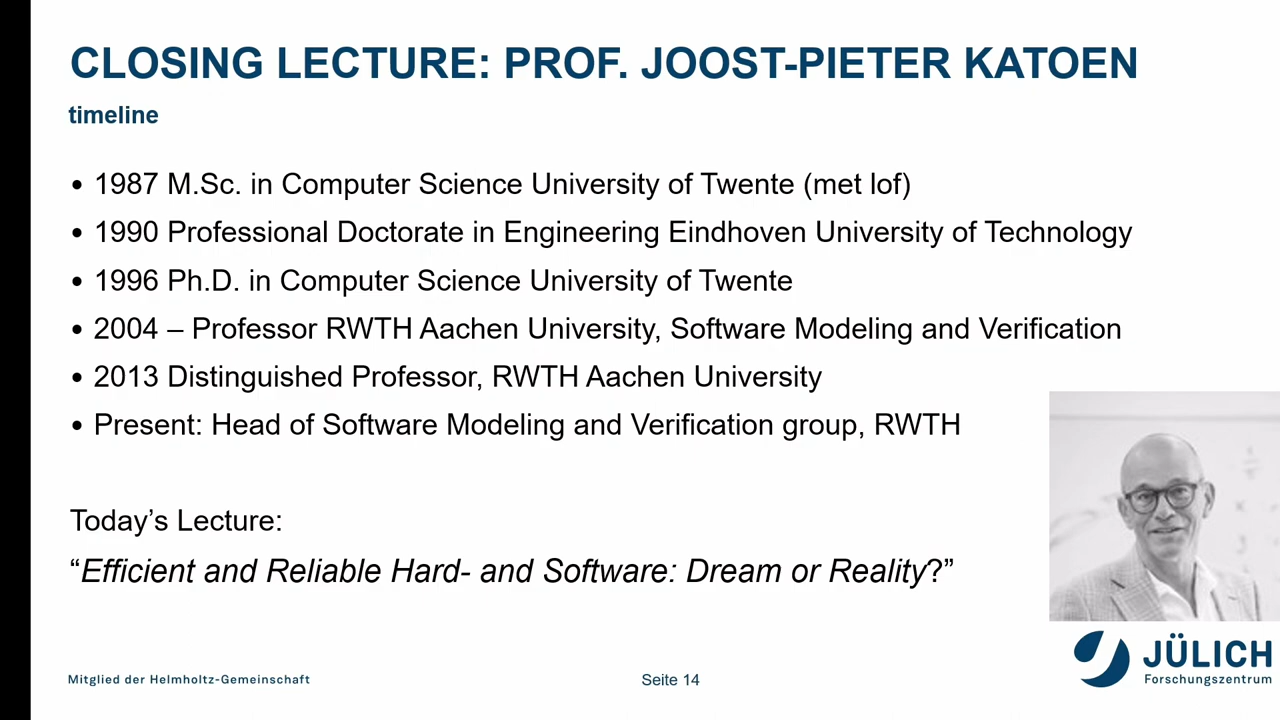 CLOSING LECTURE: PROF. JOOST-PIETER KATOEN
timeline
• 1987 M.Sc. in Computer Science University of Twente (met lof)
• 1990 Professional Doctorate in Engineering Eindhoven University of Technology
• 1996 Ph.D. in Computer Science University of Twente
• 2004 – Professor RWTH Aachen University, Software Modeling and Verification
• 2013 Distinguished Professor, RWTH Aachen University
• Present: Head of Software Modeling and Verification group, RWTH
Today’s Lecture:
“Efficient and Reliable Hard- and Software: Dream or Reality?”
Mitglied der Helmholtz-Gemeinschaft
Seite 14
JÜLICH
Forschungszentrum